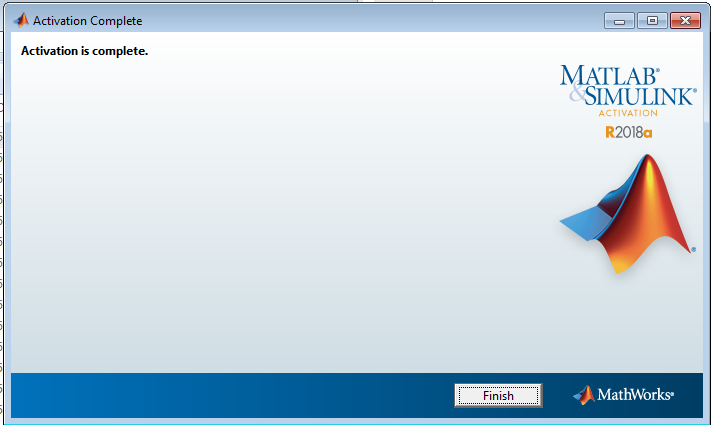 Activation Complete
Activation is complete.
MATLAB®
&SIMULINK®
ACTIVATION
R2018a
®
Finish
MathWorks®